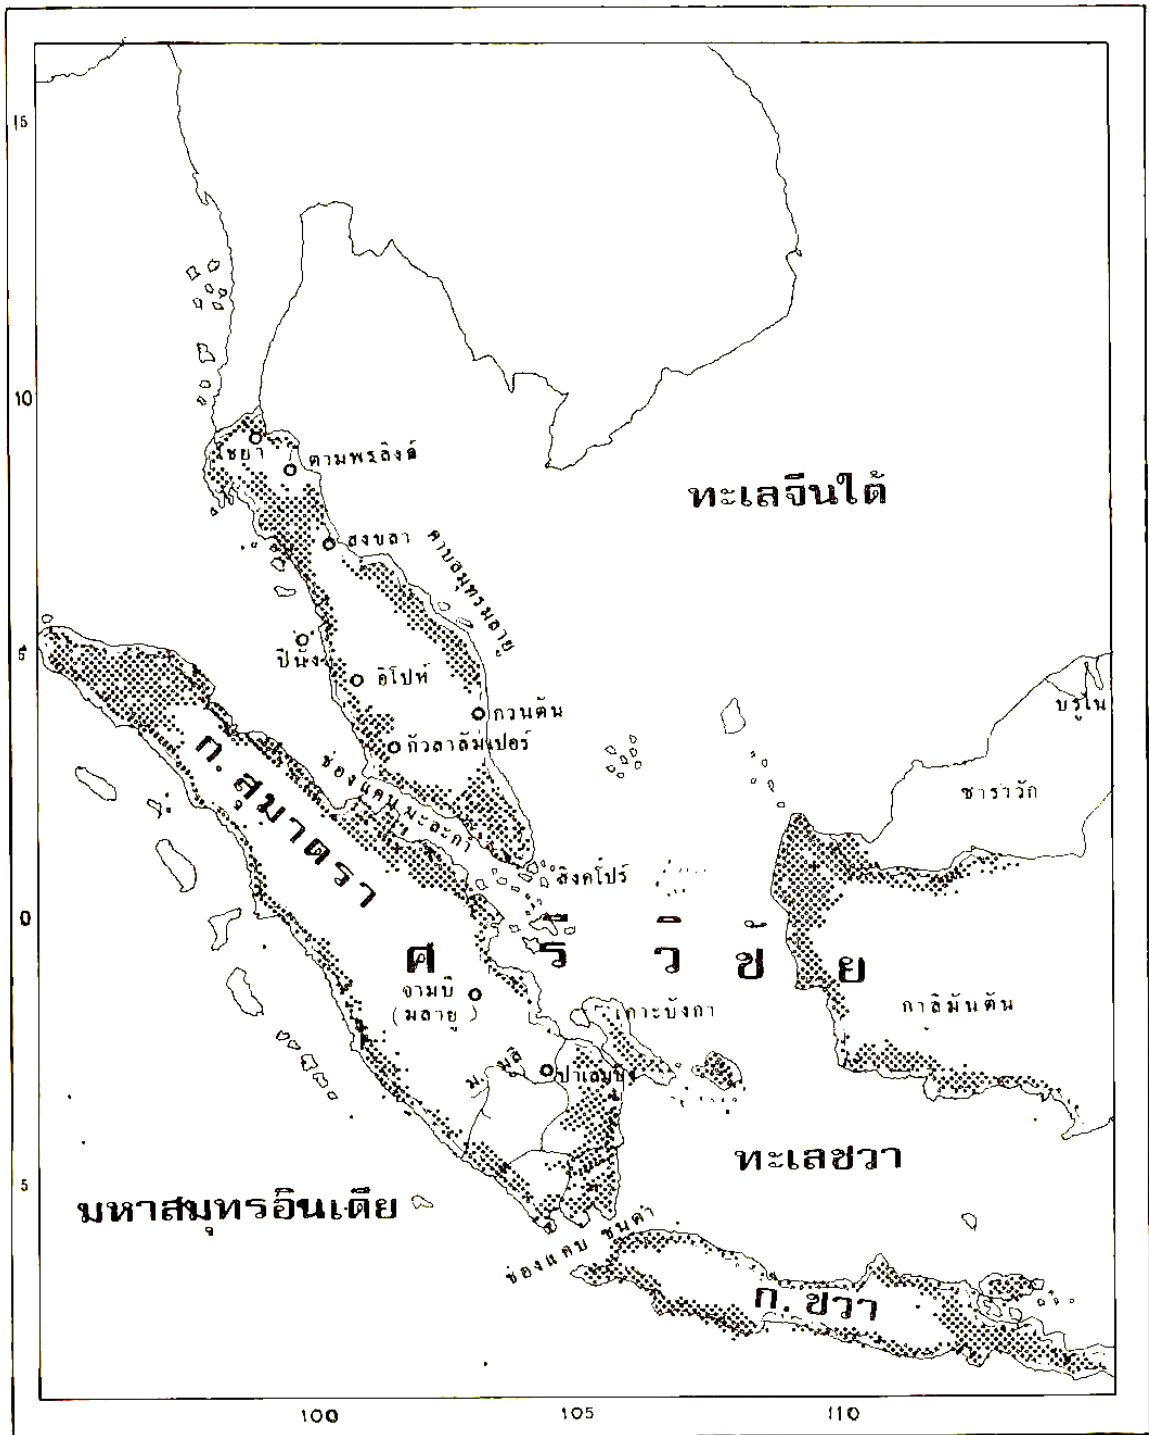 15
10
ไชยา
ตามพรลิงค์
ทะเลจีนใต้
สงขลา
คาบสมุทรมลายู
5
ปีนัง
อิโปห์
บรูไน
กวนตัน
กัวลาลัมเปอร์
ก. สุมาตรา
ช่องแคบมะละกา
ซาราวัก
สิงคโปร์
0
ศรีวิชัย
จามบี
(มลายู)
เกาะบังกา
กาลิมันตัน
ม. มูสี
ปาเลมบัง
ทะเลชวา
5
มหาสมุทรอินเดีย
ช่องแคบ ซุนดา
ก. ชวา
100
105
110